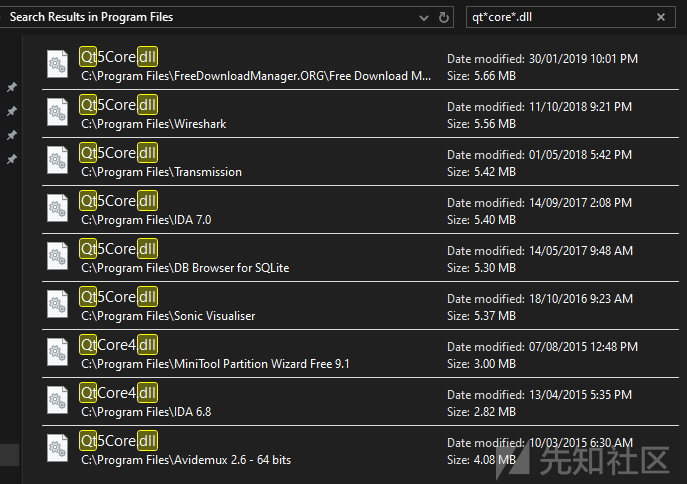 Search Results in Program Files
qt*core*.dll
Qt5Core.dll
Date modified: 30/01/2019 10:01 PM
C:\Program Files\FreeDownloadManager.ORG\Free Download M...
Size: 5.66 MB
Qt5Core.dll
Date modified: 11/10/2018 9:21 PM
C:\Program Files\Wireshark
Size: 5.56 MB
Qt5Core.dll
Date modified: 01/05/2018 5:42 PM
C:\Program Files\Transmission
Size: 5.42 MB
Qt5Core.dll
Date modified: 14/09/2017 2:08 PM
C:\Program Files\IDA 7.0
Size: 5.40 MB
Qt5Core.dll
Date modified: 14/05/2017 9:48 AM
C:\Program Files\DB Browser for SQLite
Size: 5.30 MB
Qt5Core.dll
Date modified: 18/10/2016 9:23 AM
C:\Program Files\Sonic Visualiser
Size: 5.37 MB
QtCore4.dll
Date modified: 07/08/2015 12:48 PM
C:\Program Files\MiniTool Partition Wizard Free 9.1
Size: 3.00 MB
QtCore4.dll
Date modified: 13/04/2015 5:35 PM
C:\Program Files\IDA 6.8
Size: 2.82 MB
Qt5Core.dll
Date modified: 10/03/2015 6:30 AM
C:\Program Files\Avidemux 2.6 - 64 bits
Size: 4.08 MB
先知社区